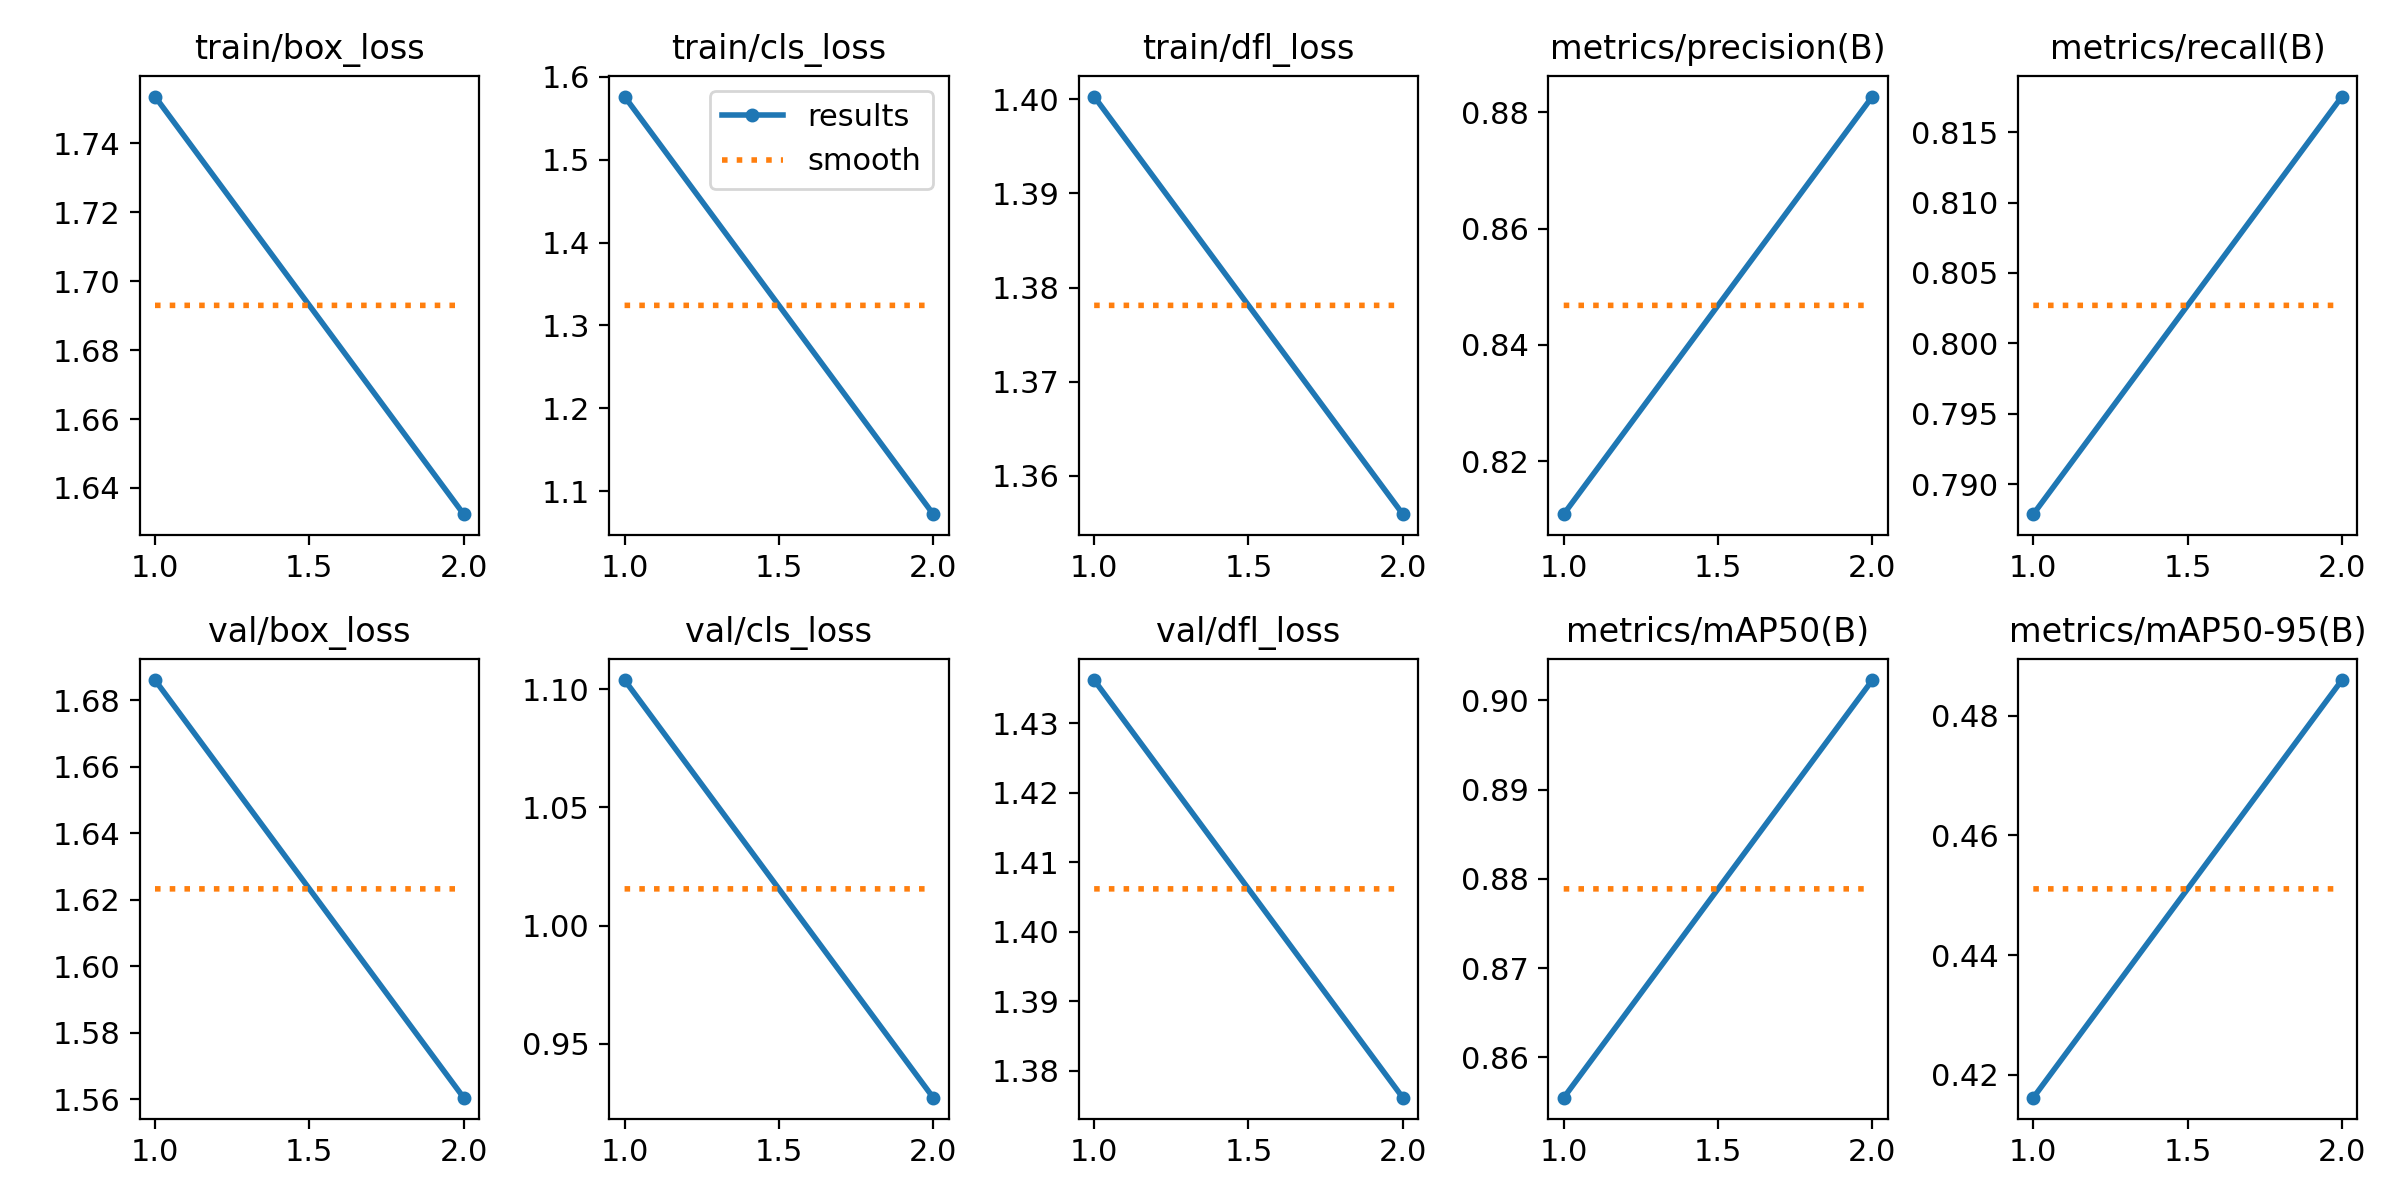 train/box_loss
1.74
1.72
1.70
1.68
1.66
1.64
1.0 1.5 2.0
train/cls_loss
results
smooth
1.6
1.5
1.4
1.3
1.2
1.1
1.0 1.5 2.0
train/dfl_loss
1.40
1.39
1.38
1.37
1.36
1.0 1.5 2.0
metrics/precision(B)
0.88
0.86
0.84
0.82
1.0 1.5 2.0
metrics/recall(B)
0.815
0.810
0.805
0.800
0.795
0.790
1.0 1.5 2.0
val/box_loss
1.68
1.66
1.64
1.62
1.60
1.58
1.56
1.0 1.5 2.0
val/cls_loss
1.10
1.05
1.00
0.95
1.0 1.5 2.0
val/dfl_loss
1.43
1.42
1.41
1.40
1.39
1.38
1.0 1.5 2.0
metrics/mAP50(B)
0.90
0.89
0.88
0.87
0.86
1.0 1.5 2.0
metrics/mAP50-95(B)
0.48
0.46
0.44
0.42
1.0 1.5 2.0